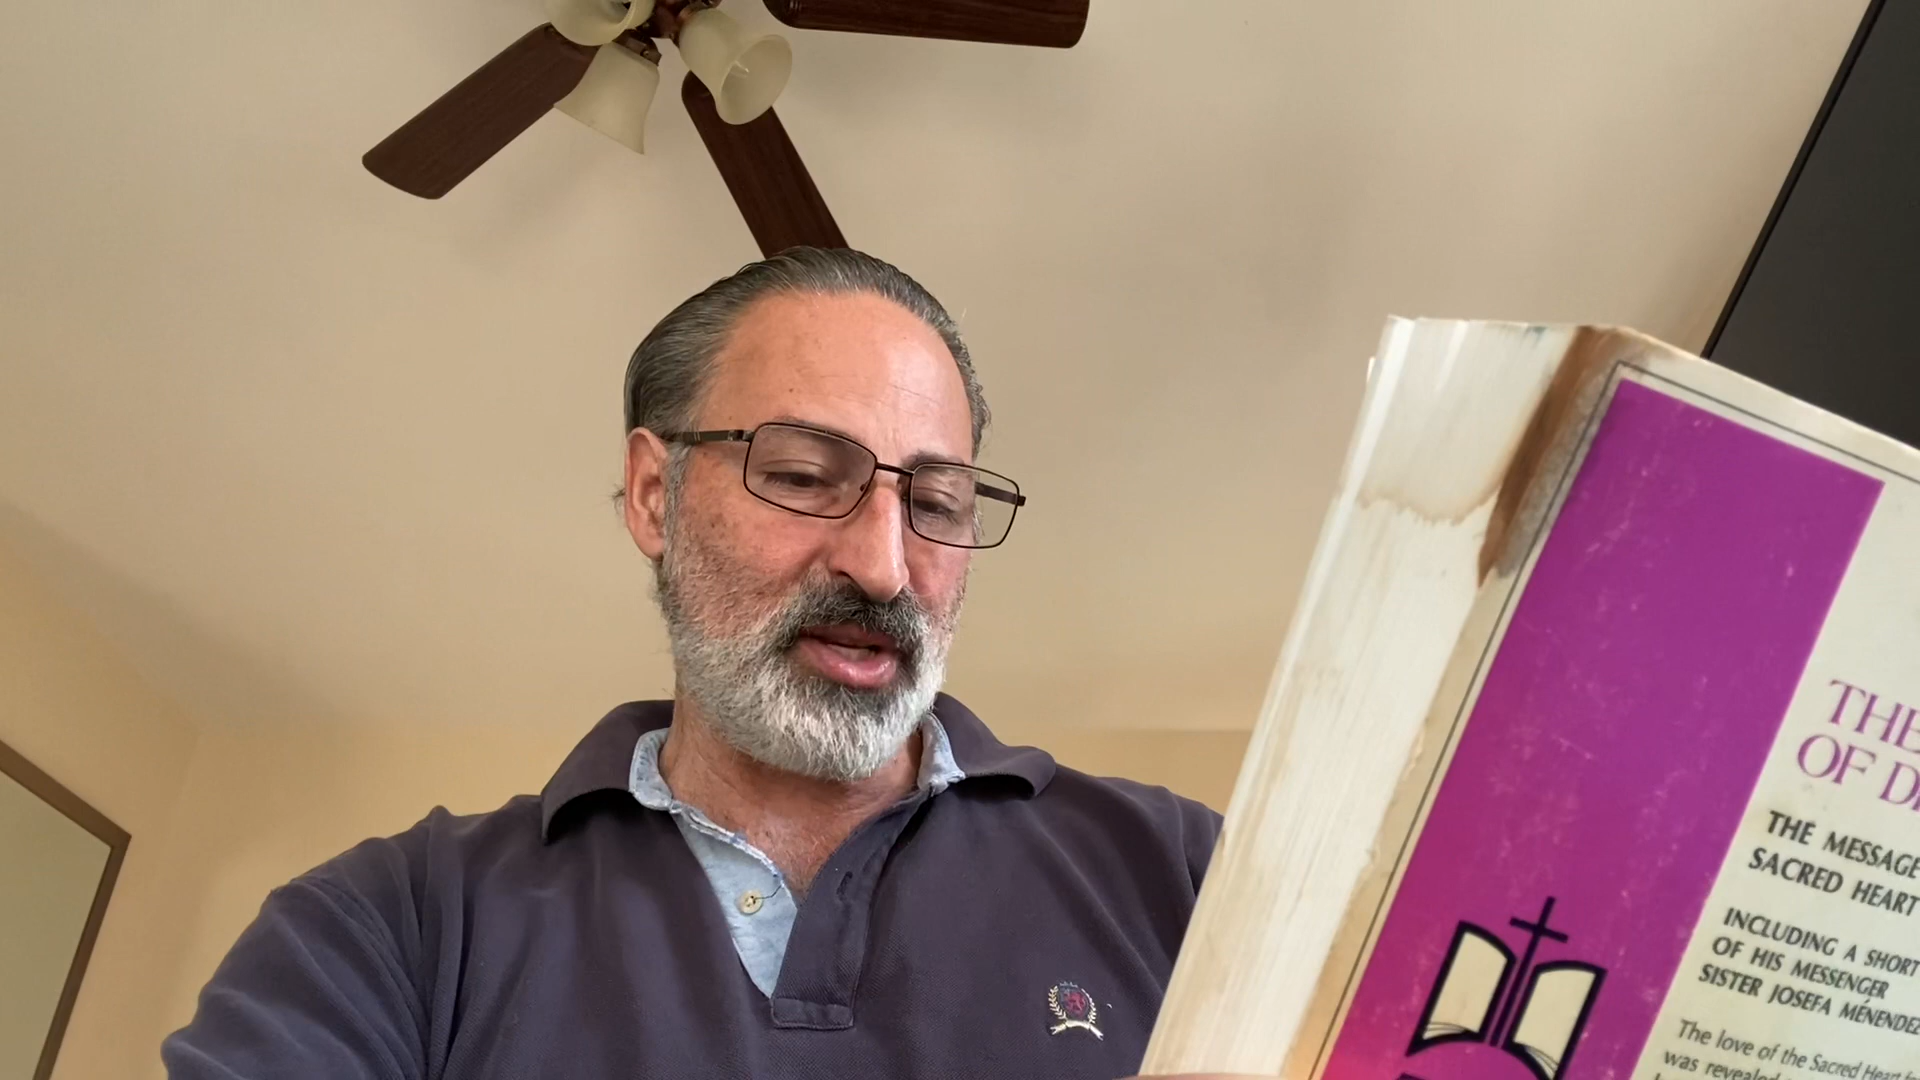 THE
OF D
THE MESSAGE
SACRED HEART
INCLUDING A SHORT
OF HIS MESSENGER
SISTER JOSEFA MÉNENDEZ
The love of the Sacred Heart
was revealed